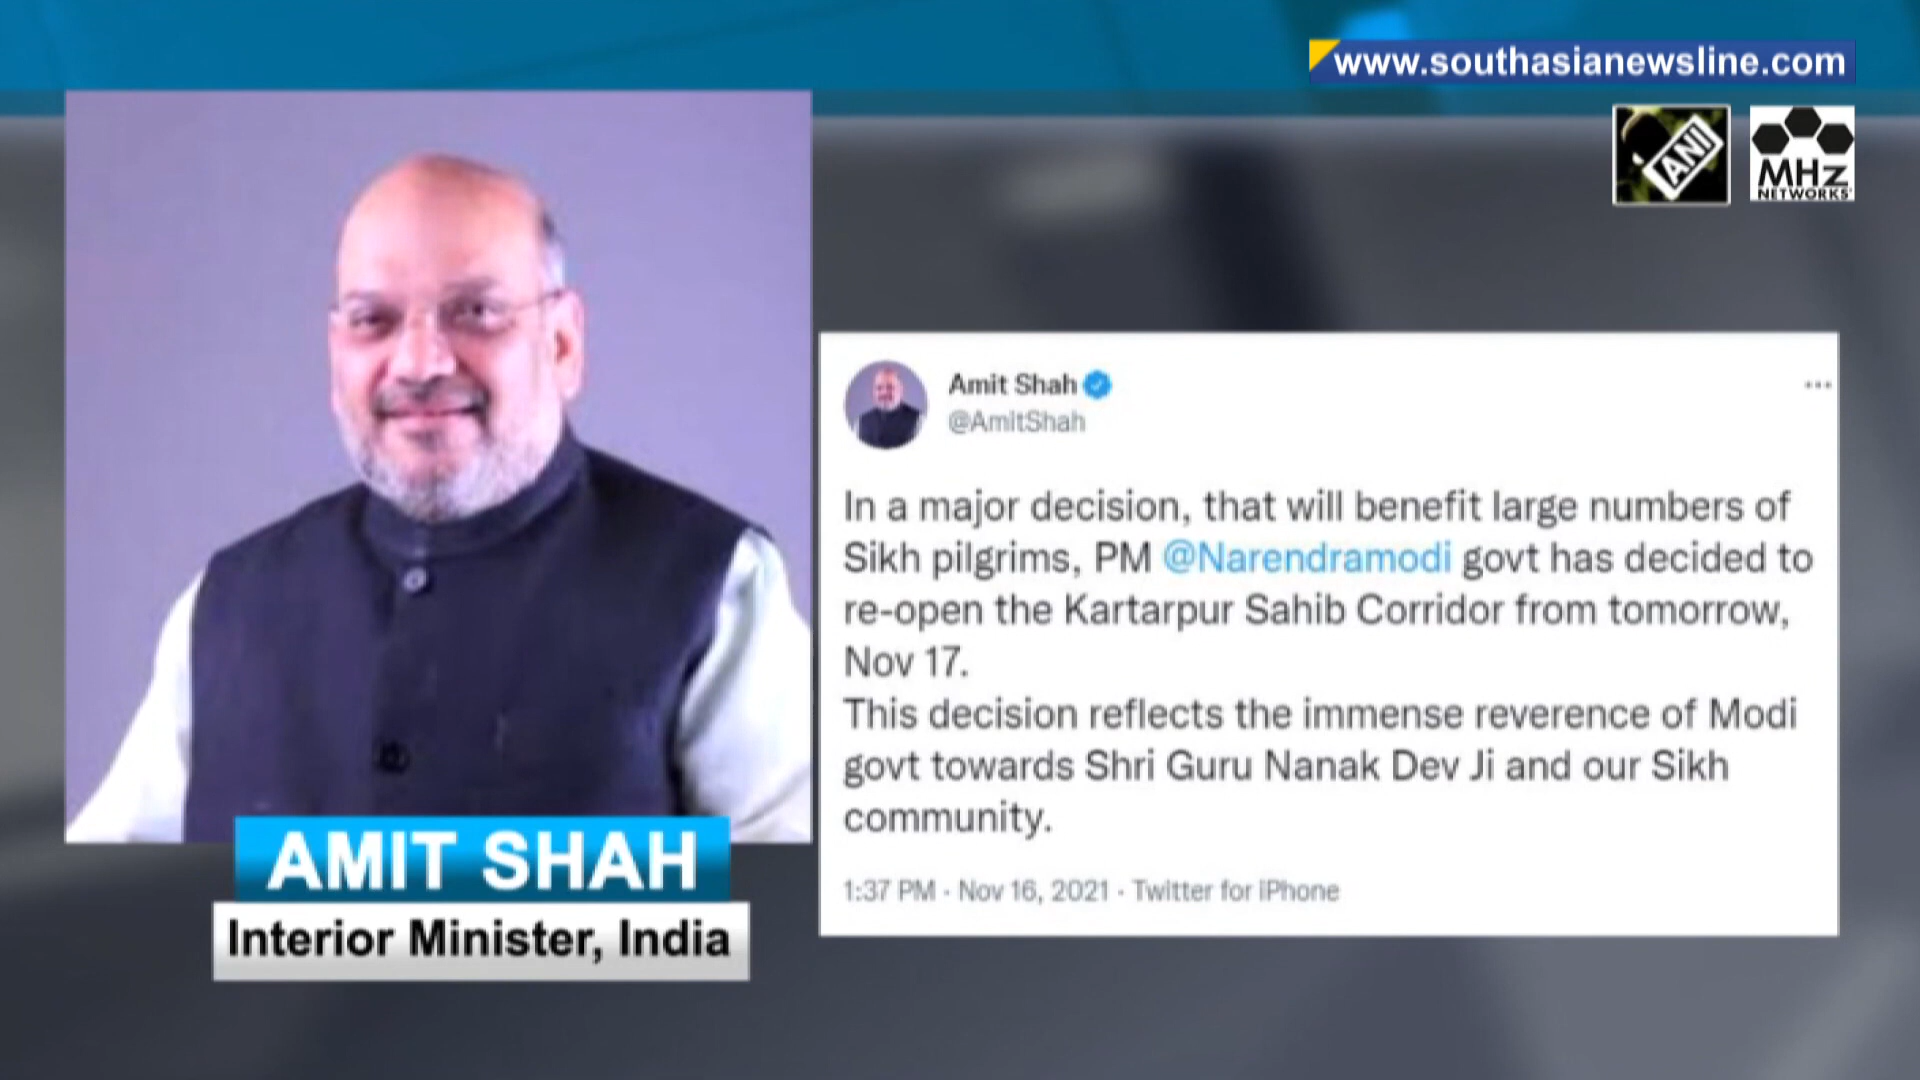 www.southasianewsline.com
ANI
MHz
NETWORKS
Amit Shah
@AmitShah
In a major decision, that will benefit large numbers of
Sikh pilgrims, PM @Narendramodi govt has decided to
re-open the Kartarpur Sahib Corridor from tomorrow,
Nov 17.
This decision reflects the immense reverence of Modi
govt towards Shri Guru Nanak Dev Ji and our Sikh
community.
1:37 PM · Nov 16, 2021 · Twitter for iPhone
AMIT SHAH
Interior Minister, India